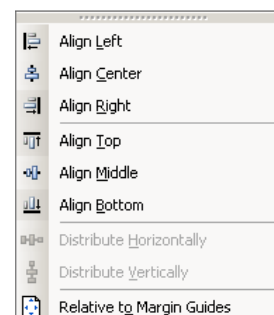 Align Left
Align Center
Align Right
Align Top
Align Middle
Align Bottom
Distribute Horizontally
Distribute Vertically
Relative to Margin Guides